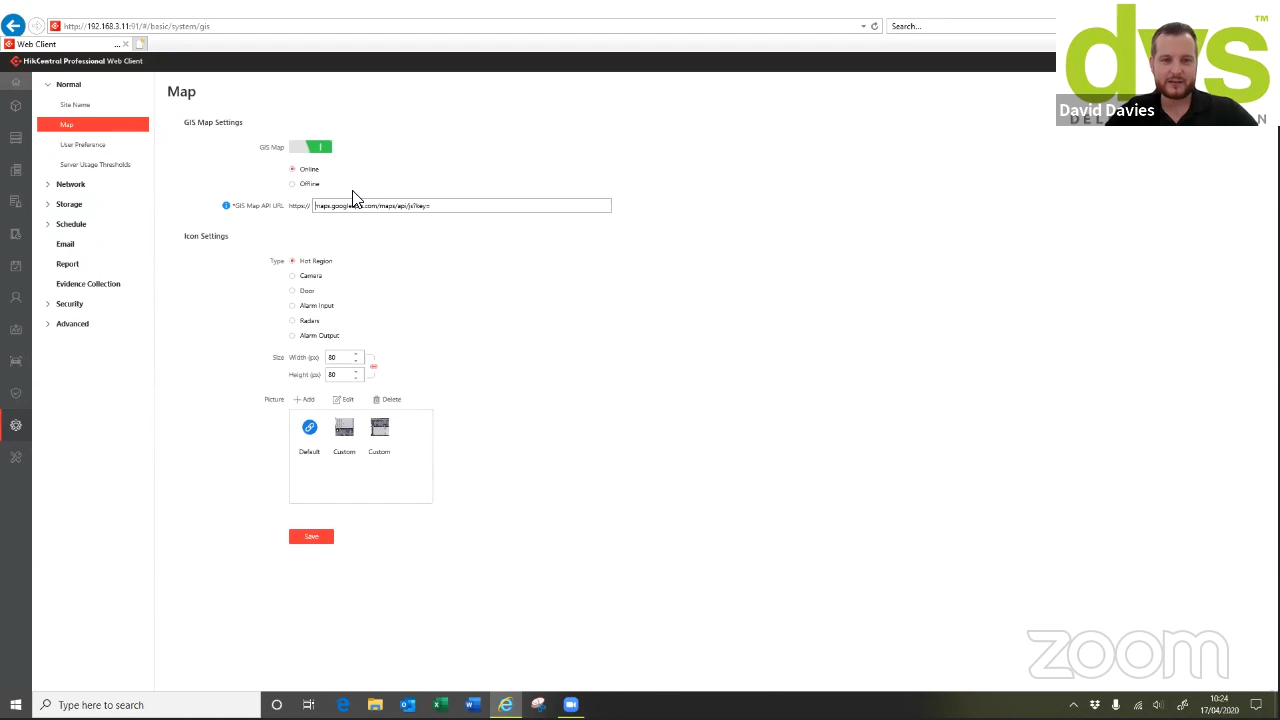 http://192.168.3.11:91/#/basic/system/gis
Search...
Web Client
...
HikCentral Professional Web Client
Normal
Site Name
Map
User Preference
Server Usage Thresholds
Network
Storage
Schedule
Email
Report
Evidence Collection
Security
Advanced
Map
GIS Map Settings
GIS Map
Online
Offline
*GIS Map API URL https://
Icon Settings
Type Hot Region
Camera
Door
Alarm Input
Radars
Alarm Output
Size Width (px) 80
Height (px) 80
Picture Add Edit Delete
Default Custom Custom
Save
dvs™
David Davies
zoom
Type here to search
10:24
17/04/2020